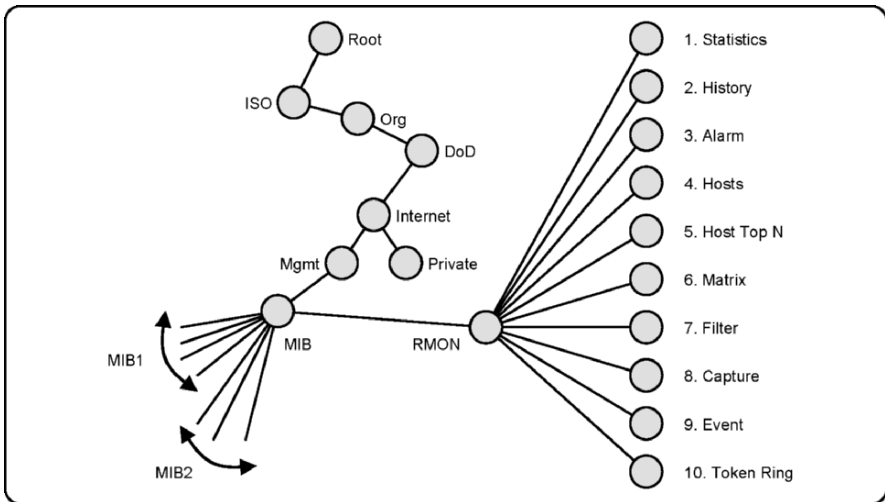 Root
ISO
Org
DoD
Internet
Mgmt
Private
MIB
RMON
MIB1
MIB2
1. Statistics
2. History
3. Alarm
4. Hosts
5. Host Top N
6. Matrix
7. Filter
8. Capture
9. Event
10. Token Ring